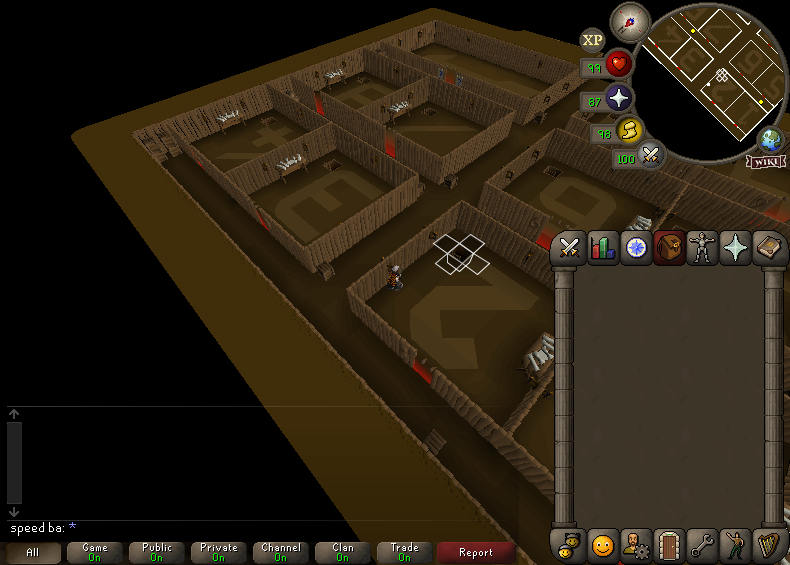 XP
99
67
98
100
WIKI
speed ba: *
All
Game
On
Public
On
Private
On
Channel
On
Clan
On
Trade
On
Report